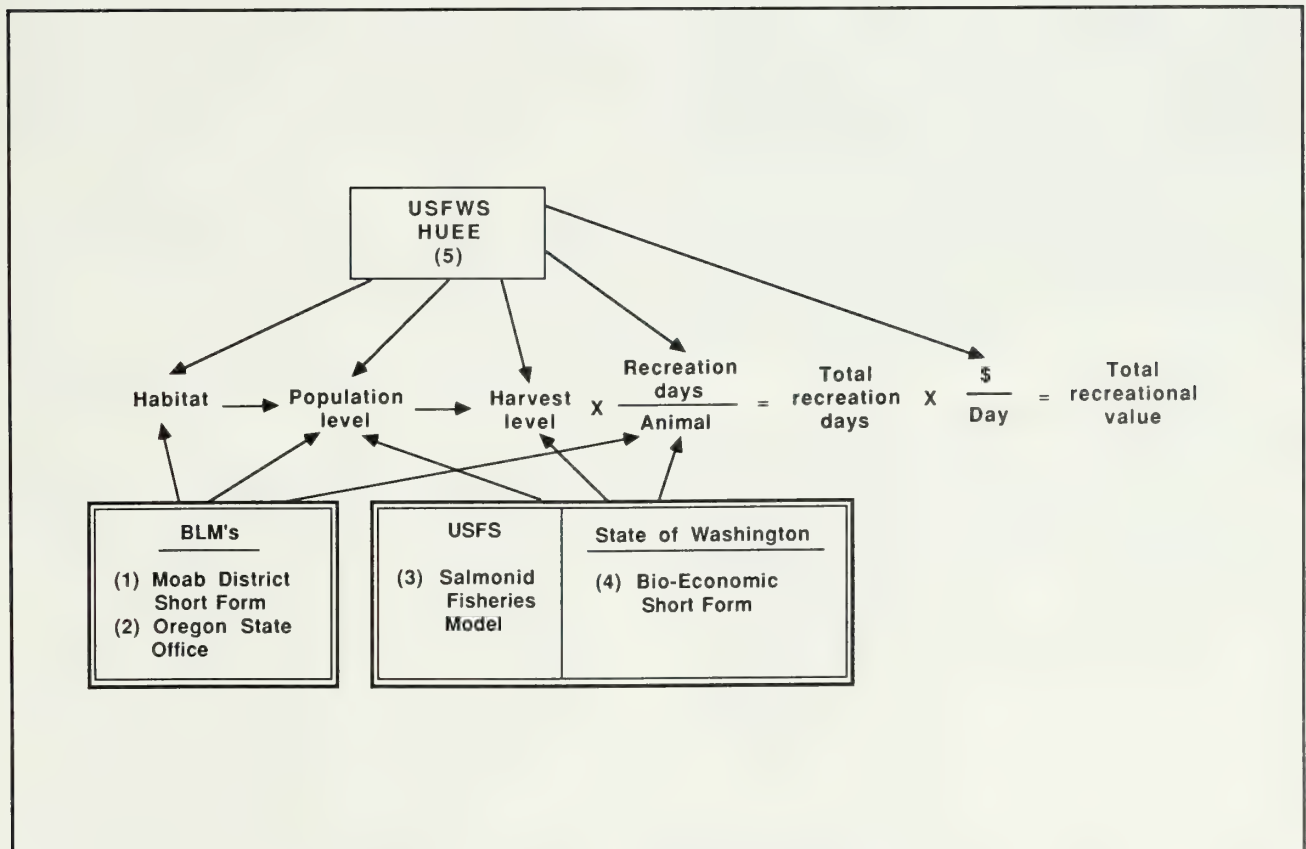 USFWS
HUEE
(5)
Habitat
Population
level
Harvest
level
X
Recreation
days
Animal
=
Total
recreation
days
X
$
Day
=
Total
recreational
value
BLM's
(1) Moab District
Short Form
(2) Oregon State
Office
USFS
(3) Salmonid
Fisheries
Model
State of Washington
(4) Bio-Economic
Short Form